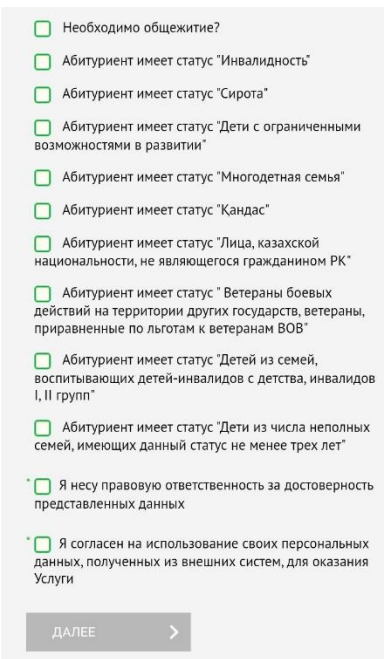 Необходимо общежитие?
Абитуриент имеет статус "Инвалидность"
Абитуриент имеет статус "Сирота"
Абитуриент имеет статус "Дети с ограниченными
возможностями в развитии"
Абитуриент имеет статус "Многодетная семья"
Абитуриент имеет статус "Қандас"
Абитуриент имеет статус "Лица, казахской
национальности, не являющегося гражданином РК"
Абитуриент имеет статус " Ветераны боевых
действий на территории других государств, ветераны,
приравненные по льготам к ветеранам ВОВ"
Абитуриент имеет статус "Детей из семей,
воспитывающих детей-инвалидов с детства, инвалидов
I, II групп"
Абитуриент имеет статус "Дети из числа неполных
семей, имеющих данный статус не менее трех лет"
* Я несу правовую ответственность за достоверность
представленных данных
* Я согласен на использование своих персональных
данных, полученных из внешних систем, для оказания
Услуги
ДАЛЕЕ